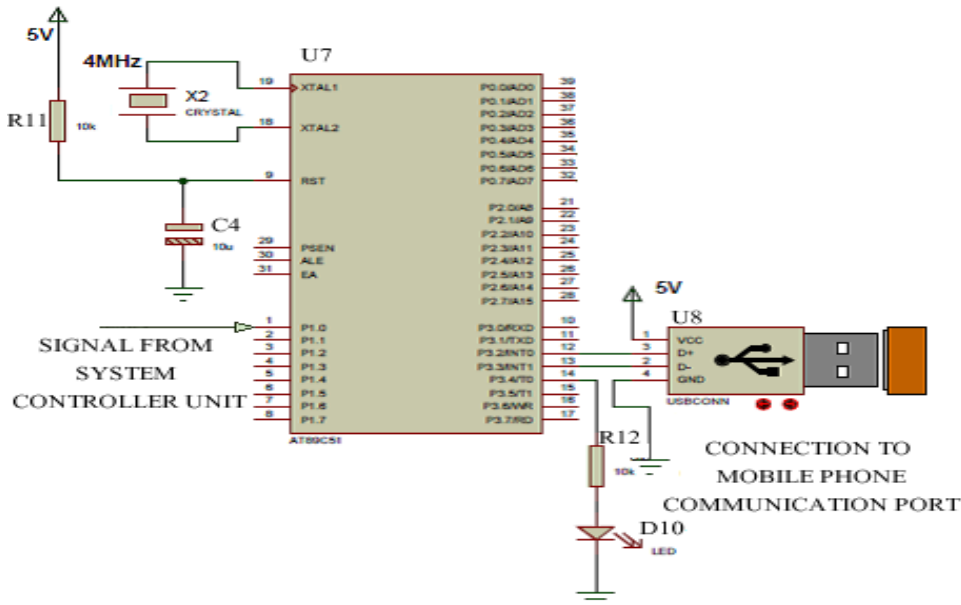 5V
U7
4MHz
X2
CRYSTAL
R11
10k
19
XTAL1
18
XTAL2
9
RST
C4
10u
29
PSEN
30
ALE
31
EA
1
P1.0
2
P1.1
3
P1.2
4
P1.3
5
P1.4
6
P1.5
7
P1.6
8
P1.7
SIGNAL FROM
SYSTEM
CONTROLLER UNIT
AT89C51
P0.0/AD0
39
P0.1/AD1
38
P0.2/AD2
37
P0.3/AD3
36
P0.4/AD4
35
P0.5/AD5
34
P0.6/AD6
33
P0.7/AD7
32
P2.0/A8
21
P2.1/A9
22
P2.2/A10
23
P2.3/A11
24
P2.4/A12
25
P2.5/A13
26
P2.6/A14
27
P2.7/A15
28
P3.0/RXD
10
P3.1/TXD
11
P3.2/INT0
12
P3.3/INT1
13
P3.4/T0
14
P3.5/T1
15
P3.6/WR
16
P3.7/RD
17
5V
U8
1
VCC
3
D+
2
D-
4
GND
USBCONN
R12
10k
D10
LED
CONNECTION TO
MOBILE PHONE
COMMUNICATION PORT